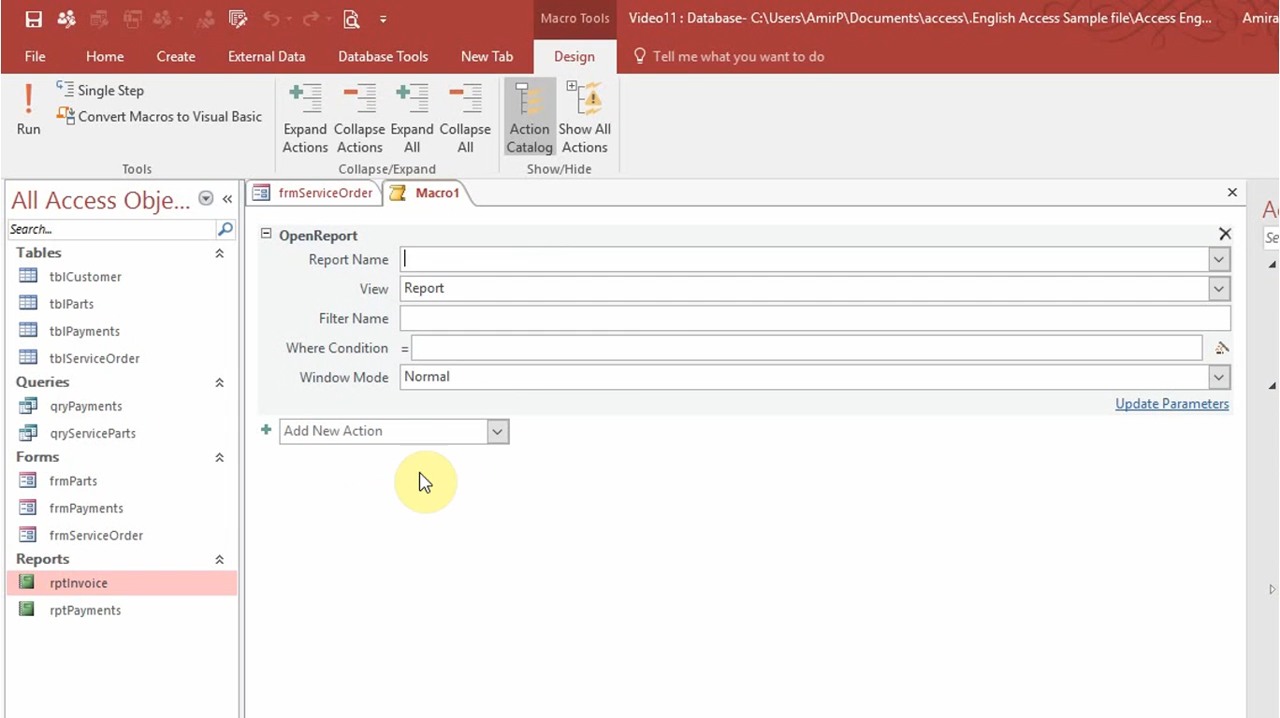 Macro Tools
Video11 : Database- C:\Users\AmirP\Documents\access\.English Access Sample file\Access Eng...
Amira
File
Home
Create
External Data
Database Tools
New Tab
Design
Tell me what you want to do
Run
Single Step
Convert Macros to Visual Basic
Expand Actions
Collapse Actions
Expand All
Collapse All
Action Catalog
Show All Actions
Tools
Collapse/Expand
Show/Hide
All Access Obje...
Search...
Tables
tblCustomer
tblParts
tblPayments
tblServiceOrder
Queries
qryPayments
qryServiceParts
Forms
frmParts
frmPayments
frmServiceOrder
Reports
rptInvoice
rptPayments
frmServiceOrder
Macro1
OpenReport
Report Name
View
Report
Filter Name
Where Condition =
Window Mode
Normal
Update Parameters
Add New Action
A
Se